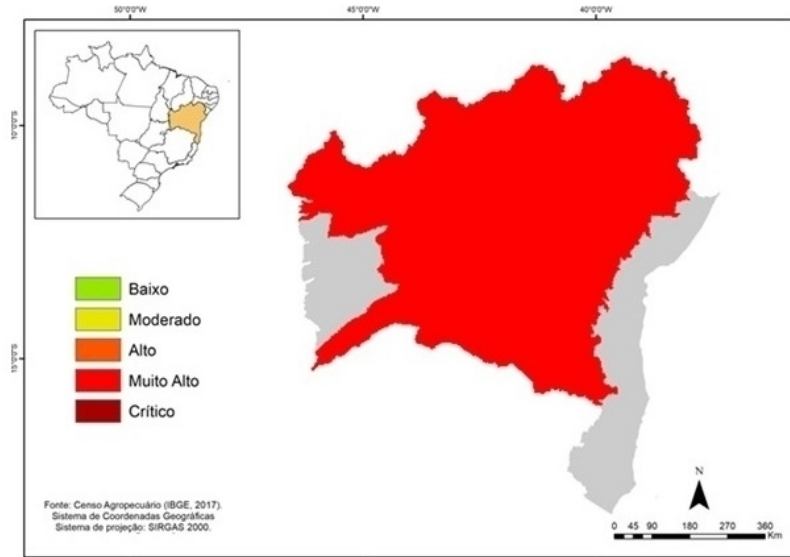 50°0'0"W
45°0'0"W
40°0'0"W
10°0'0"S
15°0'0"S
Baixo
Moderado
Alto
Muito Alto
Crítico
Fonte: Censo Agropecuário (IBGE, 2017).
Sistema de Coordenadas Geográficas
Sistema de projeção: SIRGAS 2000.
N
0 45 90 180 270 360
Km